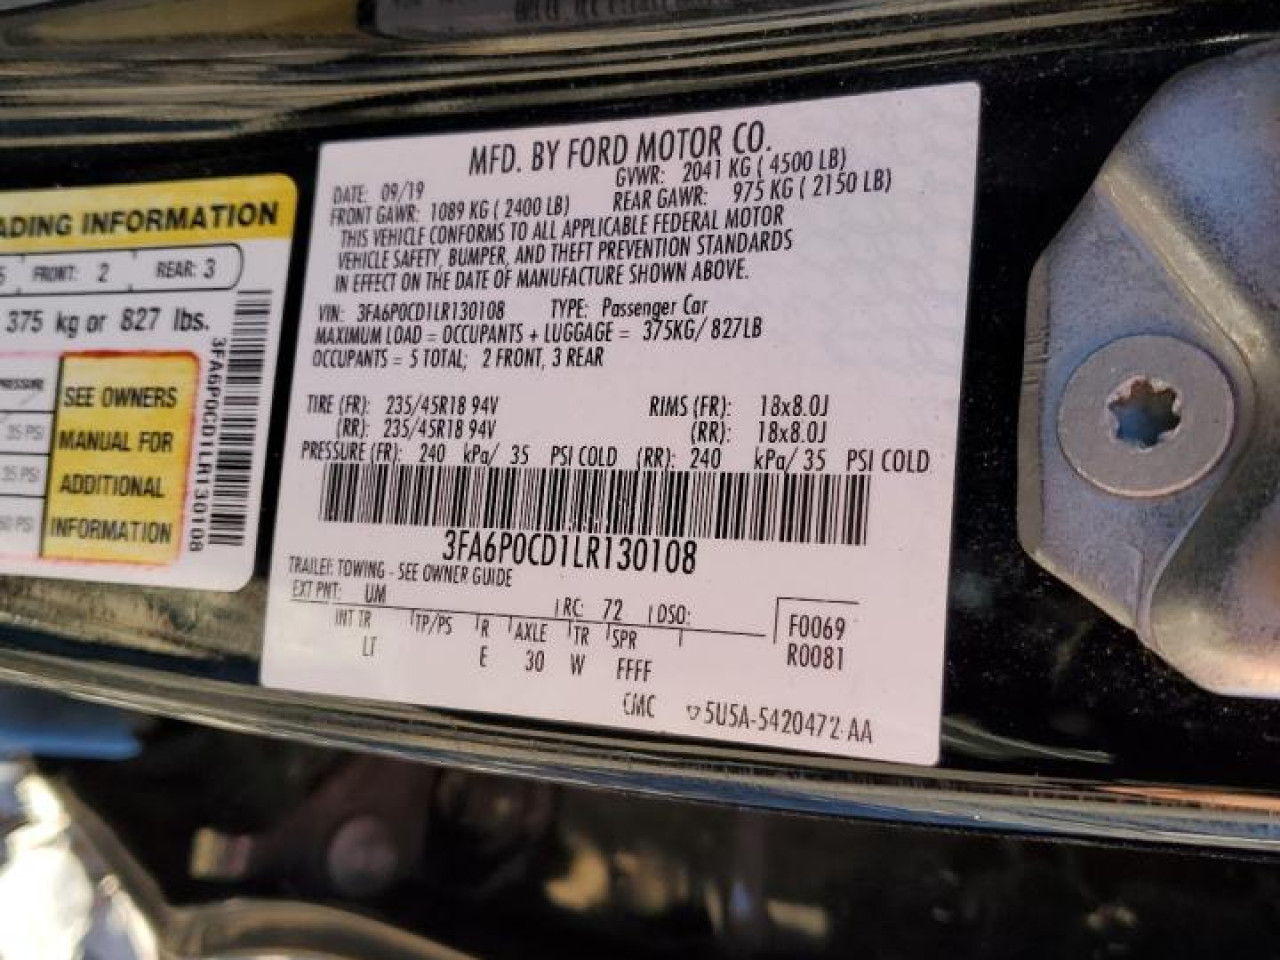 ADING INFORMATION
FRONT: 2 REAR: 3
375 kg or 827 lbs.
PRESSURE
35 PSI
35 PSI
60 PSI
SEE OWNERS
MANUAL FOR
ADDITIONAL
INFORMATION
3FA6P0CD1LR130108
MFD. BY FORD MOTOR CO.
DATE: 09/19 GVWR: 2041 KG ( 4500 LB)
FRONT GAWR: 1089 KG ( 2400 LB) REAR GAWR: 975 KG ( 2150 LB)
THIS VEHICLE CONFORMS TO ALL APPLICABLE FEDERAL MOTOR
VEHICLE SAFETY, BUMPER, AND THEFT PREVENTION STANDARDS
IN EFFECT ON THE DATE OF MANUFACTURE SHOWN ABOVE.
VIN: 3FA6P0CD1LR130108 TYPE: Passenger Car
MAXIMUM LOAD = OCCUPANTS + LUGGAGE = 375KG/ 827LB
OCCUPANTS = 5 TOTAL; 2 FRONT, 3 REAR
TIRE (FR): 235/45R18 94V RIMS (FR): 18x8.0J
(RR): 235/45R18 94V (RR): 18x8.0J
PRESSURE (FR): 240 kPa/ 35 PSI COLD (RR): 240 kPa/ 35 PSI COLD
3FA6P0CD1LR130108
TRAILER TOWING - SEE OWNER GUIDE
EXT PNT: UM RC: 72 DSO: F0069
INT TR TP/PS R AXLE TR SPR R0081
LT E 30 W FFFF
5U5A-5420472-AA